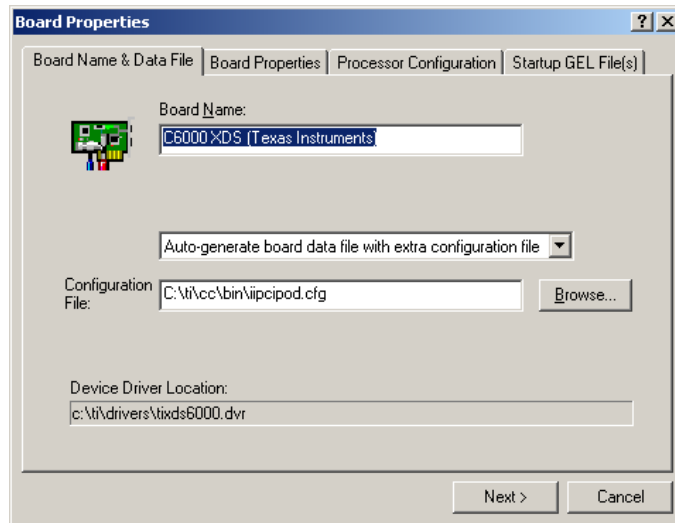 Board Properties
Board Name & Data File
Board Properties
Processor Configuration
Startup GEL File(s)
Board Name:
C6000 XDS (Texas Instruments)
Auto-generate board data file with extra configuration file
Configuration
File:
C:\ti\cc\bin\iipcipod.cfg
Browse...
Device Driver Location:
c:\ti\drivers\tixds6000.dvr
Next >
Cancel